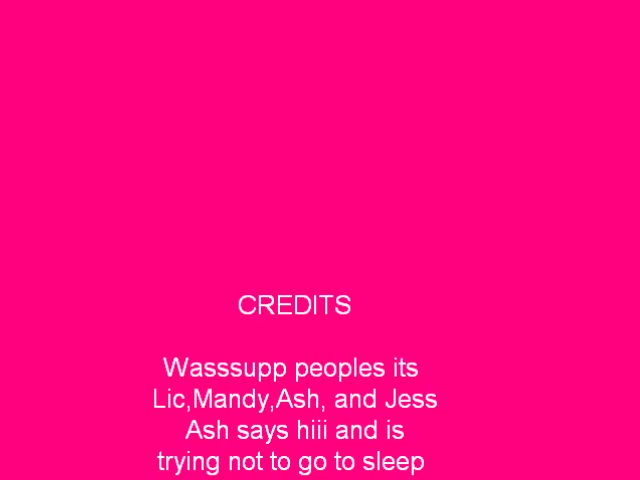 CREDITS
Wasssupp peoples its
Lic,Mandy,Ash, and Jess
Ash says hiii and is
trying not to go to sleep